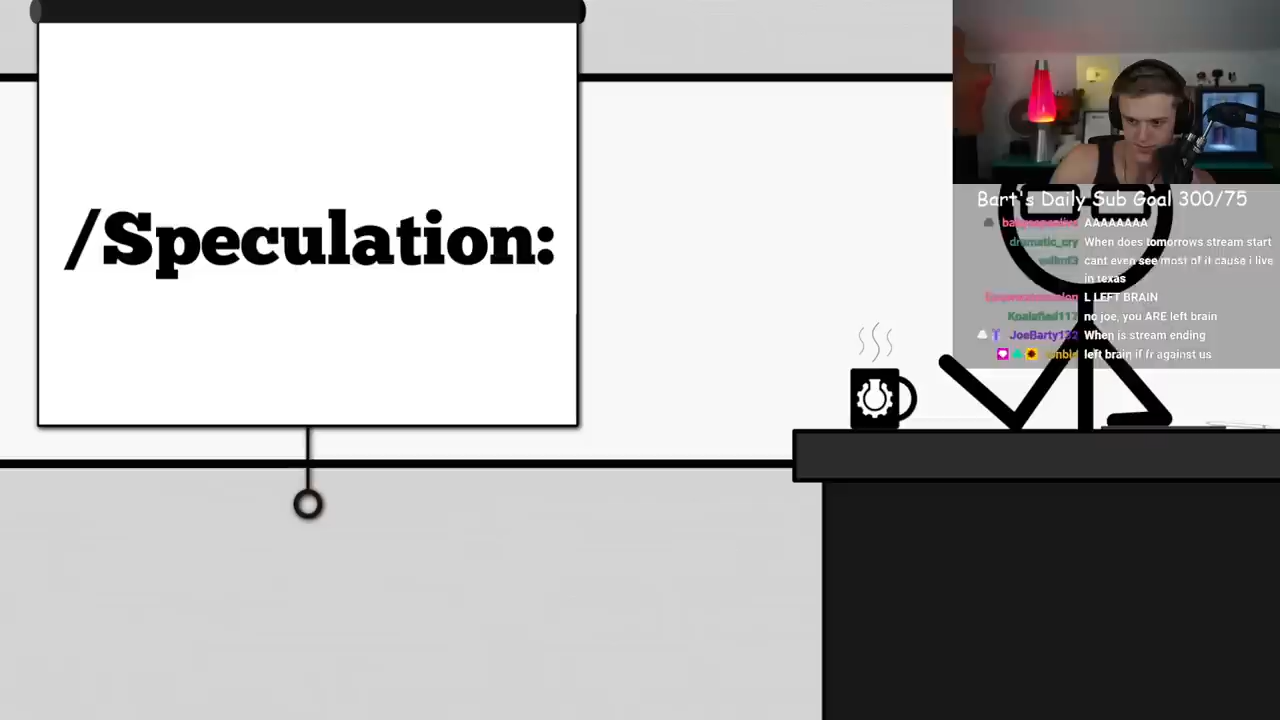 /Speculation:
Bart's Daily Sub Goal 300/75
AAAAAAAA
dramatic_cry When does tomorrows stream start
cant even see most of it cause i live
in texas
L LEFT BRAIN
Koalafied117 no joe, you ARE left brain
JoeBarty132 When is stream ending
left brain if fr against us